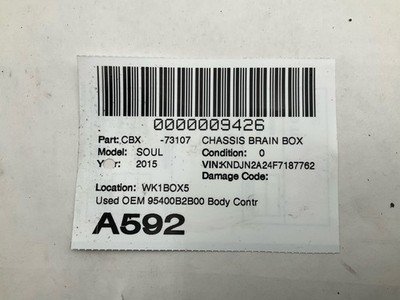 0000009426
Part: CBX -73107 CHASSIS BRAIN BOX
Model: SOUL Condition: 0
Year: 2015 VIN:KNDJN2A24F7187762
Damage Code:
Location: WK1BOX5
Used OEM 95400B2B00 Body Contr
A592